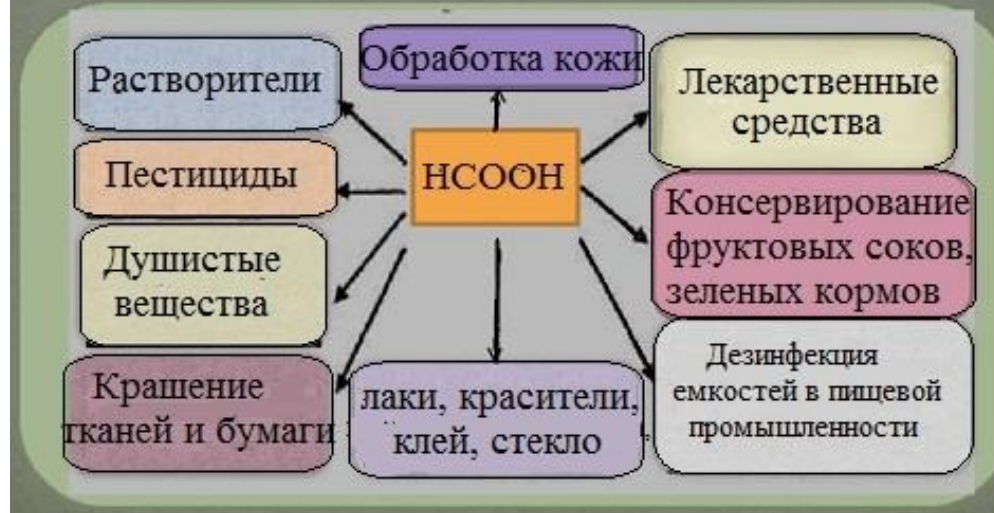 Растворители
Обработка кожи
Лекарственные
средства
Пестициды
НСООН
Консервирование
фруктовых соков,
зеленых кормов
Душистые
вещества
Крашение
тканей и бумаги
лаки, красители,
клей, стекло
Дезинфекция
емкостей в пищевой
промышленности